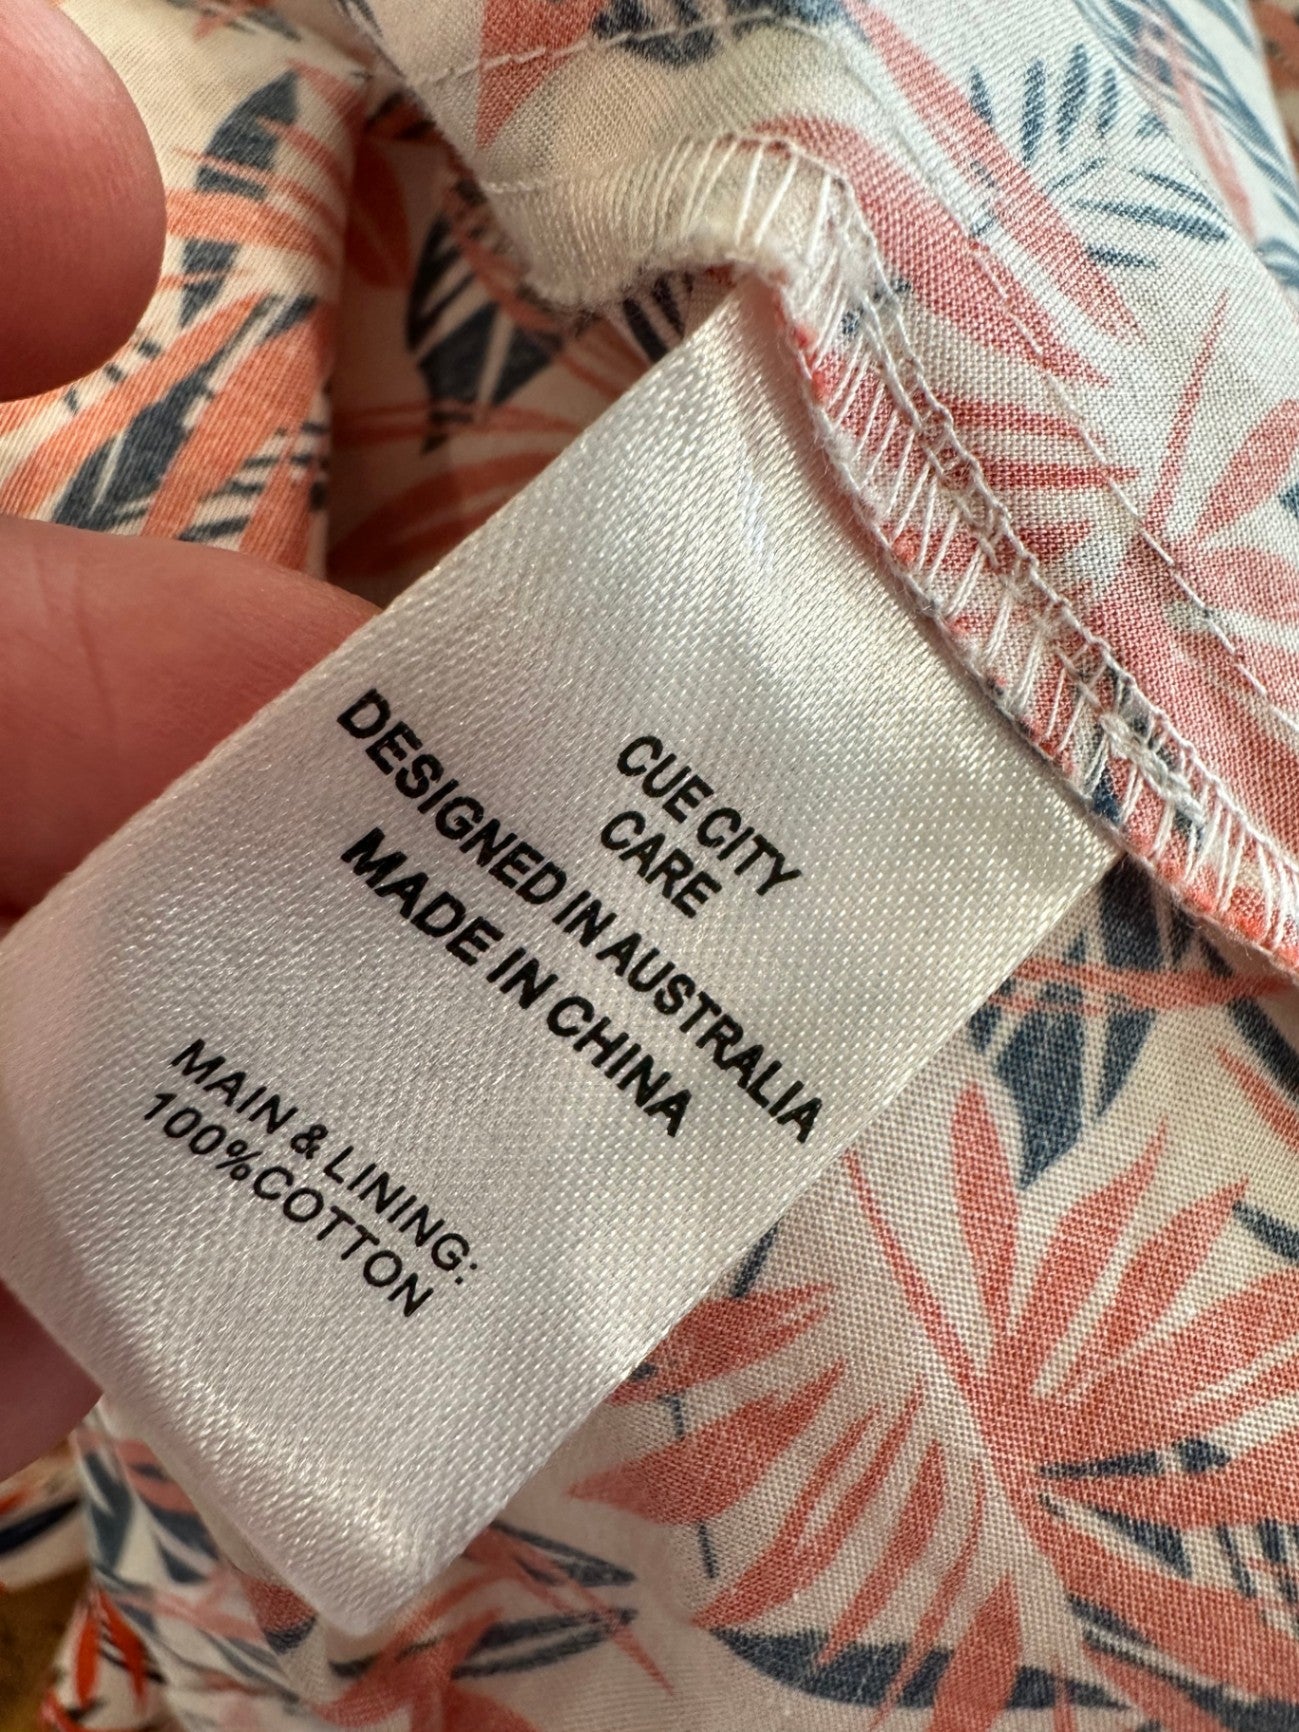 CUE CITY
CARE
DESIGNED IN AUSTRALIA
MADE IN CHINA
MAIN & LINING:
100%COTTON